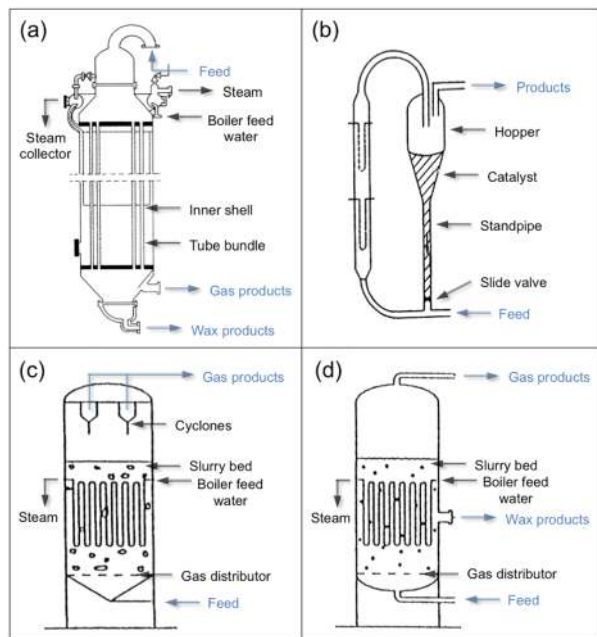 (a)
Feed
Steam
Steam
collector
Boiler feed
water
Inner shell
Tube bundle
Gas products
Wax products
(b)
Products
Hopper
Catalyst
Standpipe
Slide valve
Feed
(c)
Gas products
Cyclones
Slurry bed
Boiler feed
water
Steam
Gas distributor
Feed
(d)
Gas products
Slurry bed
Boiler feed
water
Steam
Wax products
Gas distributor
Feed